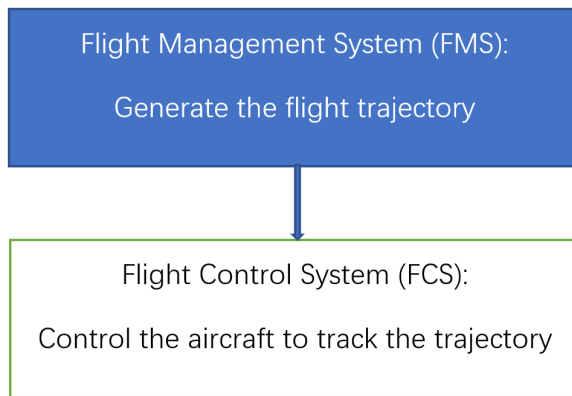 Flight Management System (FMS):
Generate the flight trajectory
Flight Control System (FCS):
Control the aircraft to track the trajectory